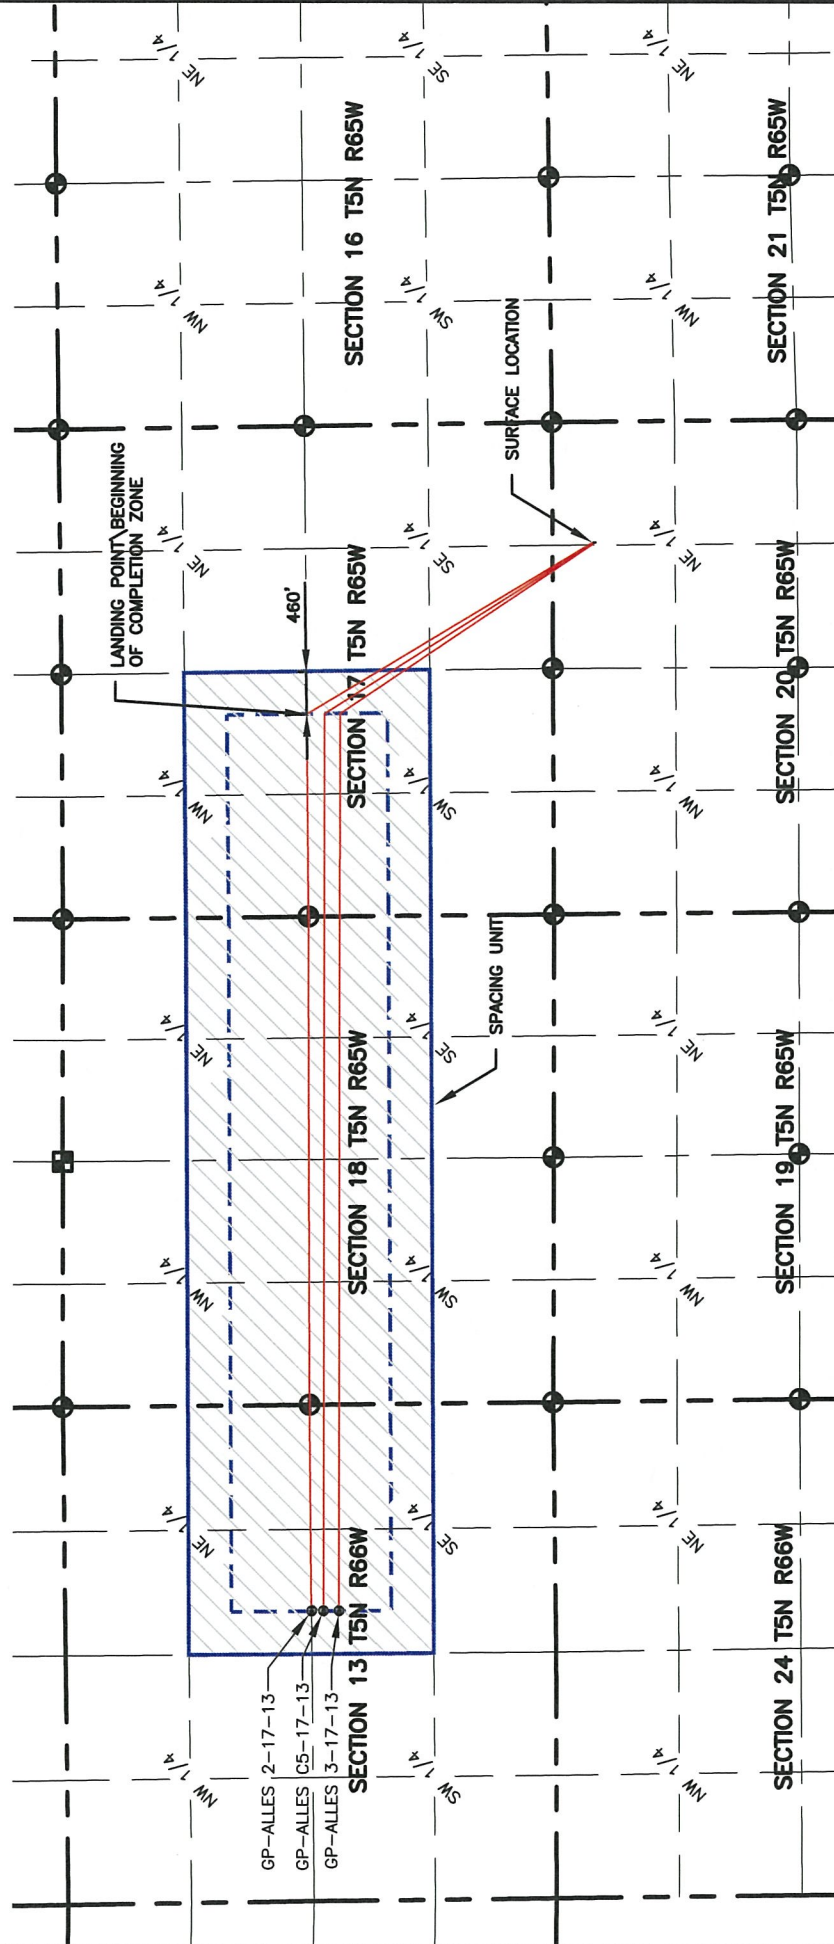 LANDING POINT\BEGINNING
OF COMPLETION ZONE
NW 1/4
NE 1/4
NW 1/4
NE 1/4
NW 1/4
NE 1/4
NW 1/4
NE 1/4
GP-ALLES 2-17-13
GP-ALLES C5-17-13
GP-ALLES 3-17-13
460'
SECTION 13 T5N R66W
SECTION 18 T5N R65W
SECTION 17 T5N R65W
SECTION 16 T5N R65W
SW 1/4
SE 1/4
SW 1/4
SE 1/4
SW 1/4
SE 1/4
SW 1/4
SE 1/4
SPACING UNIT
SURFACE LOCATION
NW 1/4
NE 1/4
NW 1/4
NE 1/4
NW 1/4
NE 1/4
NW 1/4
NE 1/4
SECTION 24 T5N R66W
SECTION 19 T5N R65W
SECTION 20 T5N R65W
SECTION 21 T5N R65W